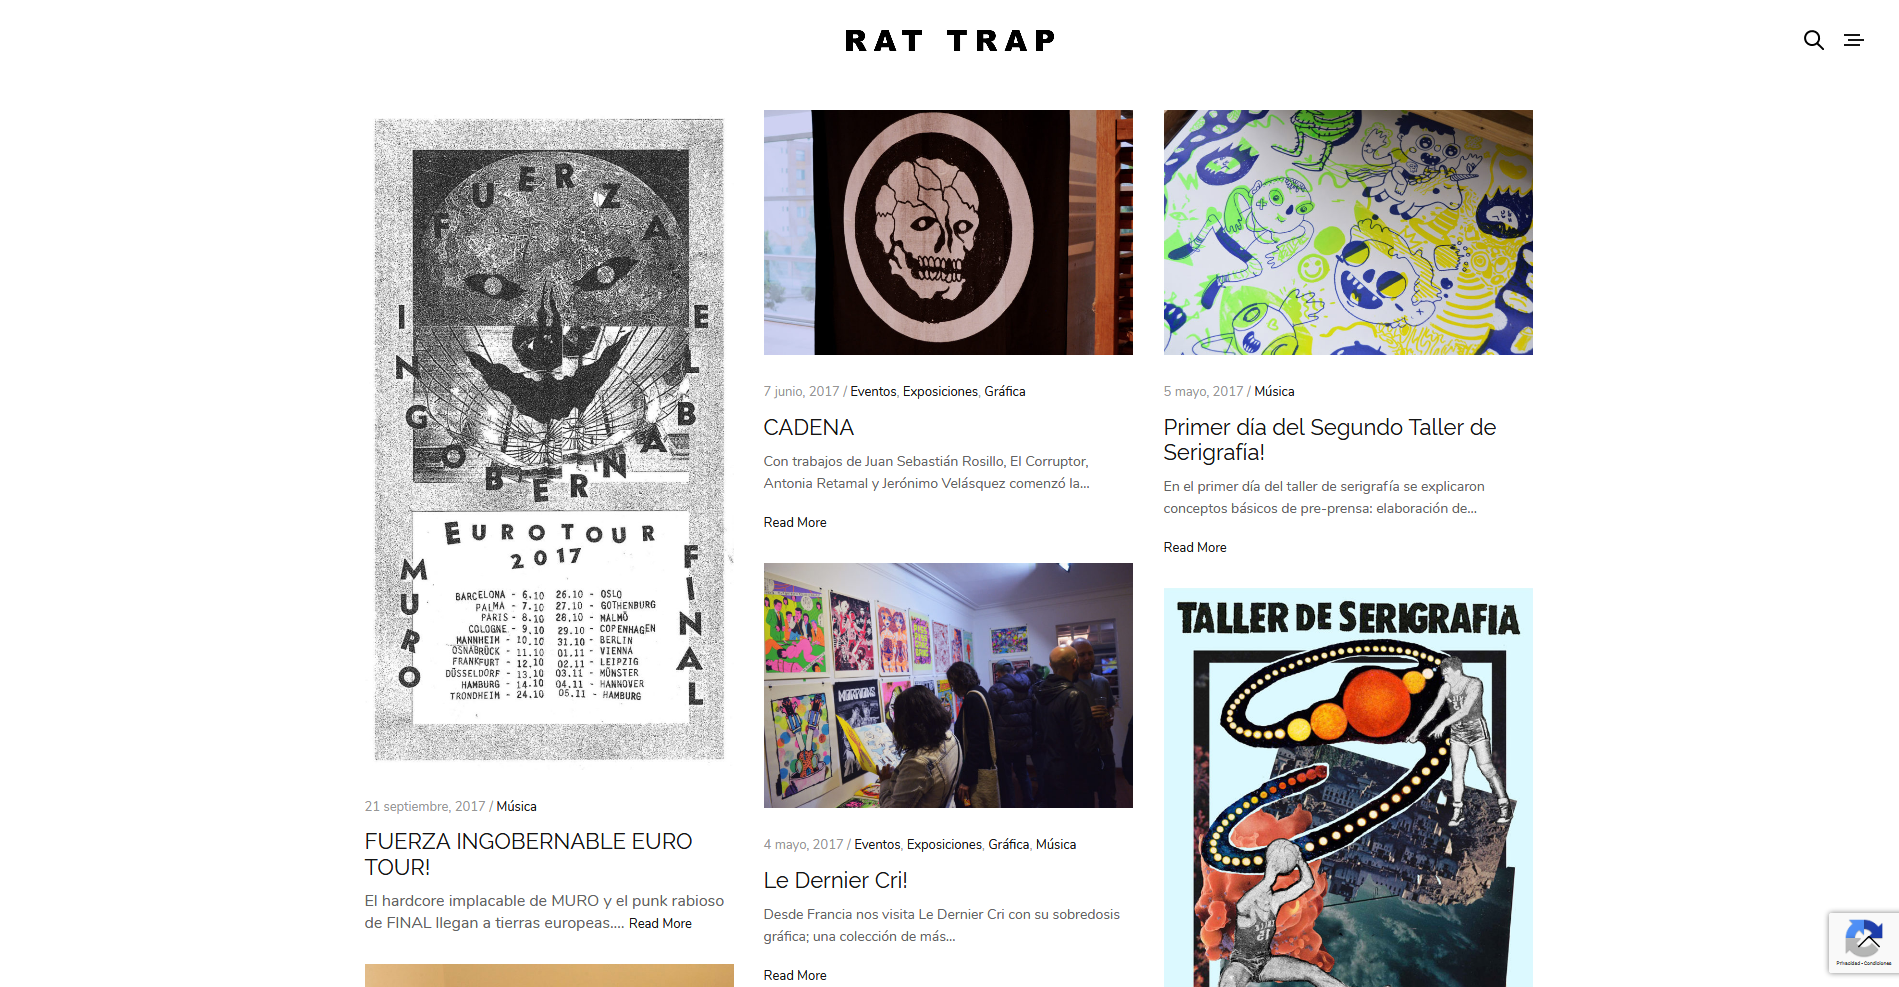 RAT TRAP
FUERZA
INGOBERNABLE
EUROTOUR
2017
MURO
FINAL
BARCELONA - 6.10
PALMA - 7.10
PARIS - 8.10
COLOGNE - 9.10
MANNHEIM - 10.10
OSNABRÜCK - 11.10
FRANKFURT - 12.10
DÜSSELDORF - 13.10
HAMBURG - 14.10
TRONDHEIM - 24.10
26.10 - OSLO
27.10 - GOTHENBURG
28.10 - MALMÖ
29.10 - COPENHAGEN
31.10 - BERLIN
01.11 - VIENNA
02.11 - LEIPZIG
03.11 - MÜNSTER
04.11 - HANNOVER
05.11 - HAMBURG
21 septiembre, 2017 / Música
FUERZA INGOBERNABLE EURO
TOUR!
El hardcore implacable de MURO y el punk rabioso
de FINAL llegan a tierras europeas.... Read More
7 junio, 2017 / Eventos, Exposiciones, Gráfica
CADENA
Con trabajos de Juan Sebastián Rosillo, El Corruptor,
Antonia Retamal y Jerónimo Velásquez comenzó la...
Read More
4 mayo, 2017 / Eventos, Exposiciones, Gráfica, Música
Le Dernier Cri!
Desde Francia nos visita Le Dernier Cri con su sobredosis
gráfica; una colección de más...
Read More
5 mayo, 2017 / Música
Primer día del Segundo Taller de
Serigrafía!
En el primer día del taller de serigrafía se explicaron
conceptos básicos de pre-prensa: elaboración de...
Read More
TALLER DE SERIGRAFIA
15
Privacidad - Condiciones